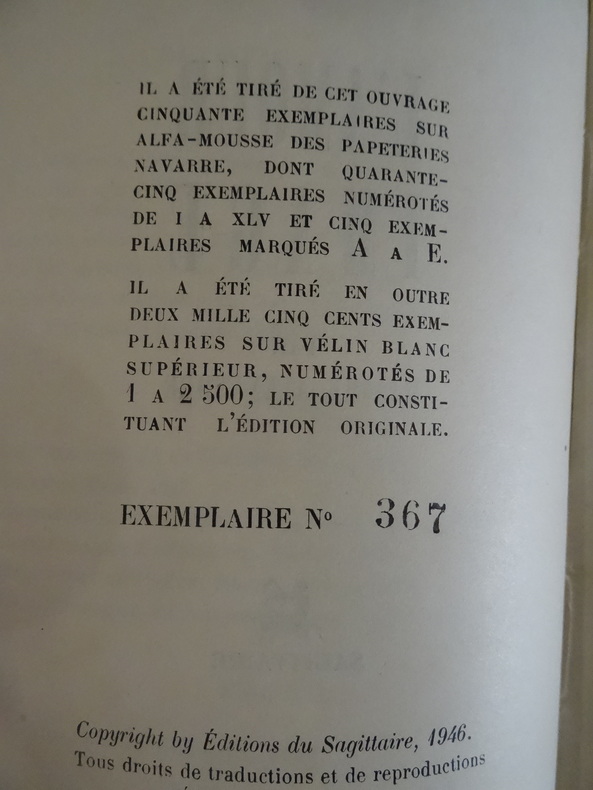 IL A ÉTÉ TIRÉ DE CET OUVRAGE
CINQUANTE EXEMPLAIRES SUR
ALFA-MOUSSE DES PAPETERIES
NAVARRE, DONT QUARANTE-
CINQ EXEMPLAIRES NUMÉROTÉS
DE I A XLV ET CINQ EXEM-
PLAIRES MARQUÉS A A E.
IL A ÉTÉ TIRÉ EN OUTRE
DEUX MILLE CINQ CENTS EXEM-
PLAIRES SUR VÉLIN BLANC
SUPÉRIEUR, NUMÉROTÉS DE
1 A 2 500; LE TOUT CONSTI-
TUANT L'ÉDITION ORIGINALE.
EXEMPLAIRE Nº 367
Copyright by Éditions du Sagittaire, 1946.
Tous droits de traductions et de reproductions